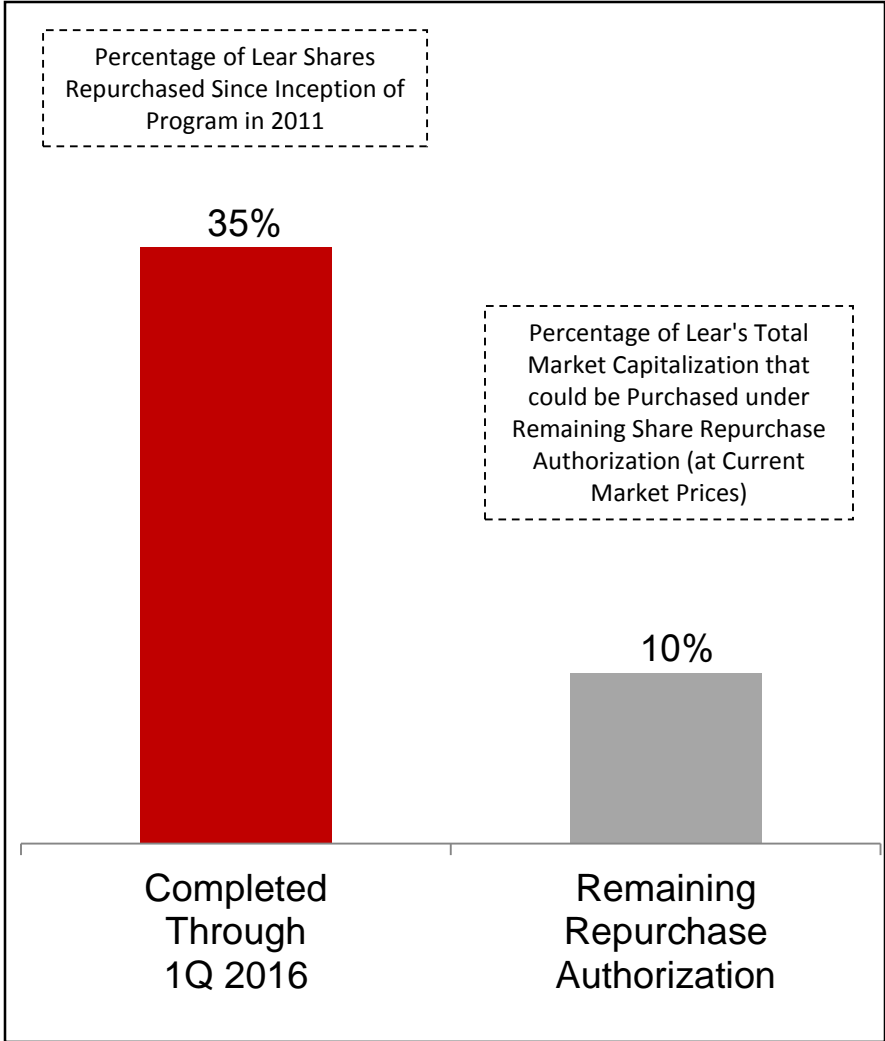 Percentage of Lear Shares
Repurchased Since Inception of
Program in 2011
35%
Percentage of Lear's Total
Market Capitalization that
could be Purchased under
Remaining Share Repurchase
Authorization (at Current
Market Prices)
10%
Completed
Through
1Q 2016
Remaining
Repurchase
Authorization